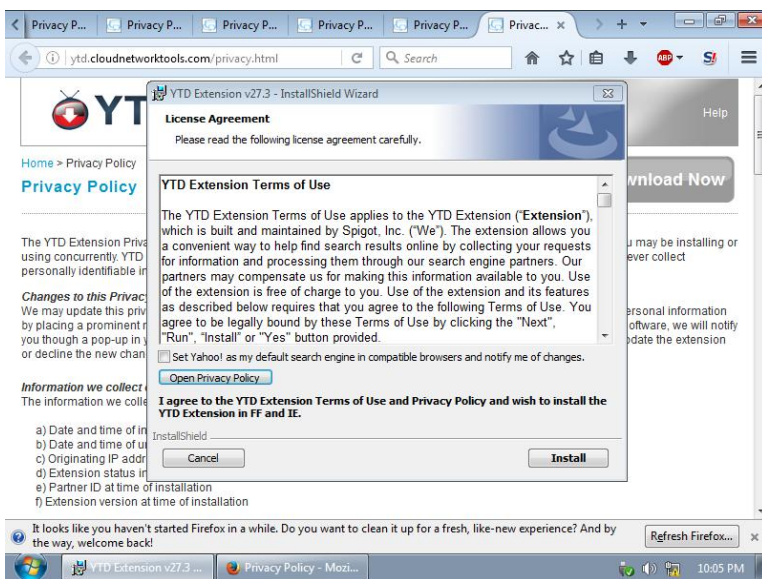 Privacy P...
Privacy P...
Privacy P...
Privacy P...
Privacy P...
Privac...
ytd.cloudnetworktools.com/privacy.html
Search
ABP
S!
YT
Help
YTD Extension v27.3 - InstallShield Wizard
License Agreement
Please read the following license agreement carefully.
Home > Privacy Policy
Privacy Policy
wnload Now
YTD Extension Terms of Use
The YTD Extension Terms of Use applies to the YTD Extension (“Extension”),
which is built and maintained by Spigot, Inc. (“We”). The extension allows you
a convenient way to help find search results online by collecting your requests
for information and processing them through our search engine partners. Our
partners may compensate us for making this information available to you. Use
of the extension is free of charge to you. Use of the extension and its features
as described below requires that you agree to the following Terms of Use. You
agree to be legally bound by these Terms of Use by clicking the "Next",
"Run", “Install” or "Yes" button provided.
Set Yahoo! as my default search engine in compatible browsers and notify me of changes.
Open Privacy Policy
I agree to the YTD Extension Terms of Use and Privacy Policy and wish to install the
YTD Extension in FF and IE.
InstallShield
Cancel
Install
The YTD Extension Priva
u may be installing or
using concurrently. YTD
ever collect
personally identifiable in
Changes to this Privac
We may update this priv
ersonal information
by placing a prominent n
oftware, we will notify
you though a pop-up in y
pdate the extension
or decline the new chan
Information we collect
The information we colle
a) Date and time of in
b) Date and time of u
c) Originating IP addr
d) Extension status in
e) Partner ID at time of installation
f) Extension version at time of installation
It looks like you haven't started Firefox in a while. Do you want to clean it up for a fresh, like-new experience? And by
the way, welcome back!
Refresh Firefox...
YTD Extension v27.3 ...
Privacy Policy - Mozi...
10:05 PM